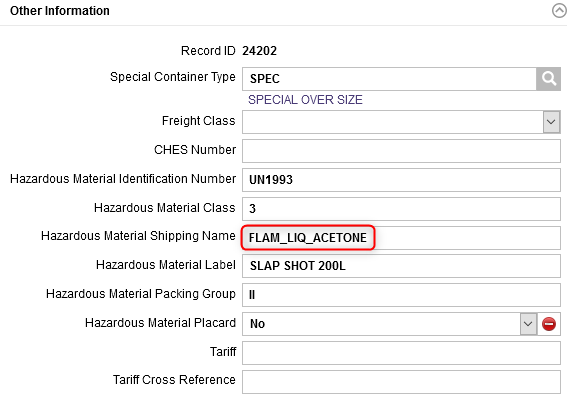 Other Information
Record ID 24202
Special Container Type SPEC
SPECIAL OVER SIZE
Freight Class
CHES Number
Hazardous Material Identification Number UN1993
Hazardous Material Class 3
Hazardous Material Shipping Name FLAM_LIQ_ACETONE
Hazardous Material Label SLAP SHOT 200L
Hazardous Material Packing Group II
Hazardous Material Placard No
Tariff
Tariff Cross Reference